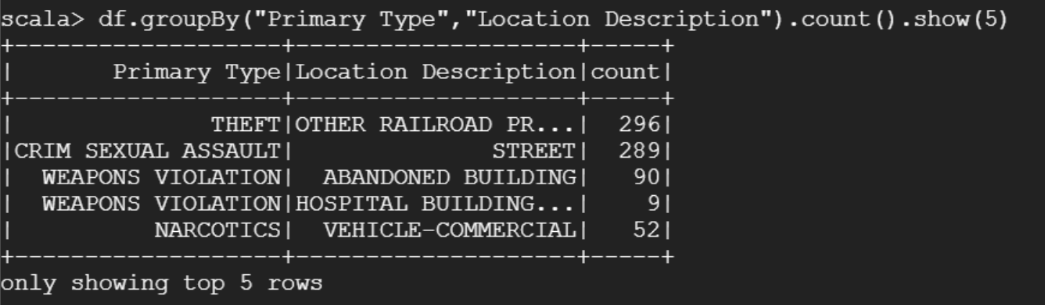 scala> df.groupBy("Primary Type","Location Description").count().show(5)
+--------------------+--------------------+-----+
|        Primary Type|Location Description|count|
+--------------------+--------------------+-----+
|               THEFT|OTHER RAILROAD PR...|  296|
|CRIM SEXUAL ASSAULT|              STREET|  289|
|   WEAPONS VIOLATION|  ABANDONED BUILDING|   90|
|   WEAPONS VIOLATION|HOSPITAL BUILDING...|    9|
|           NARCOTICS|  VEHICLE-COMMERCIAL|   52|
+--------------------+--------------------+-----+
only showing top 5 rows